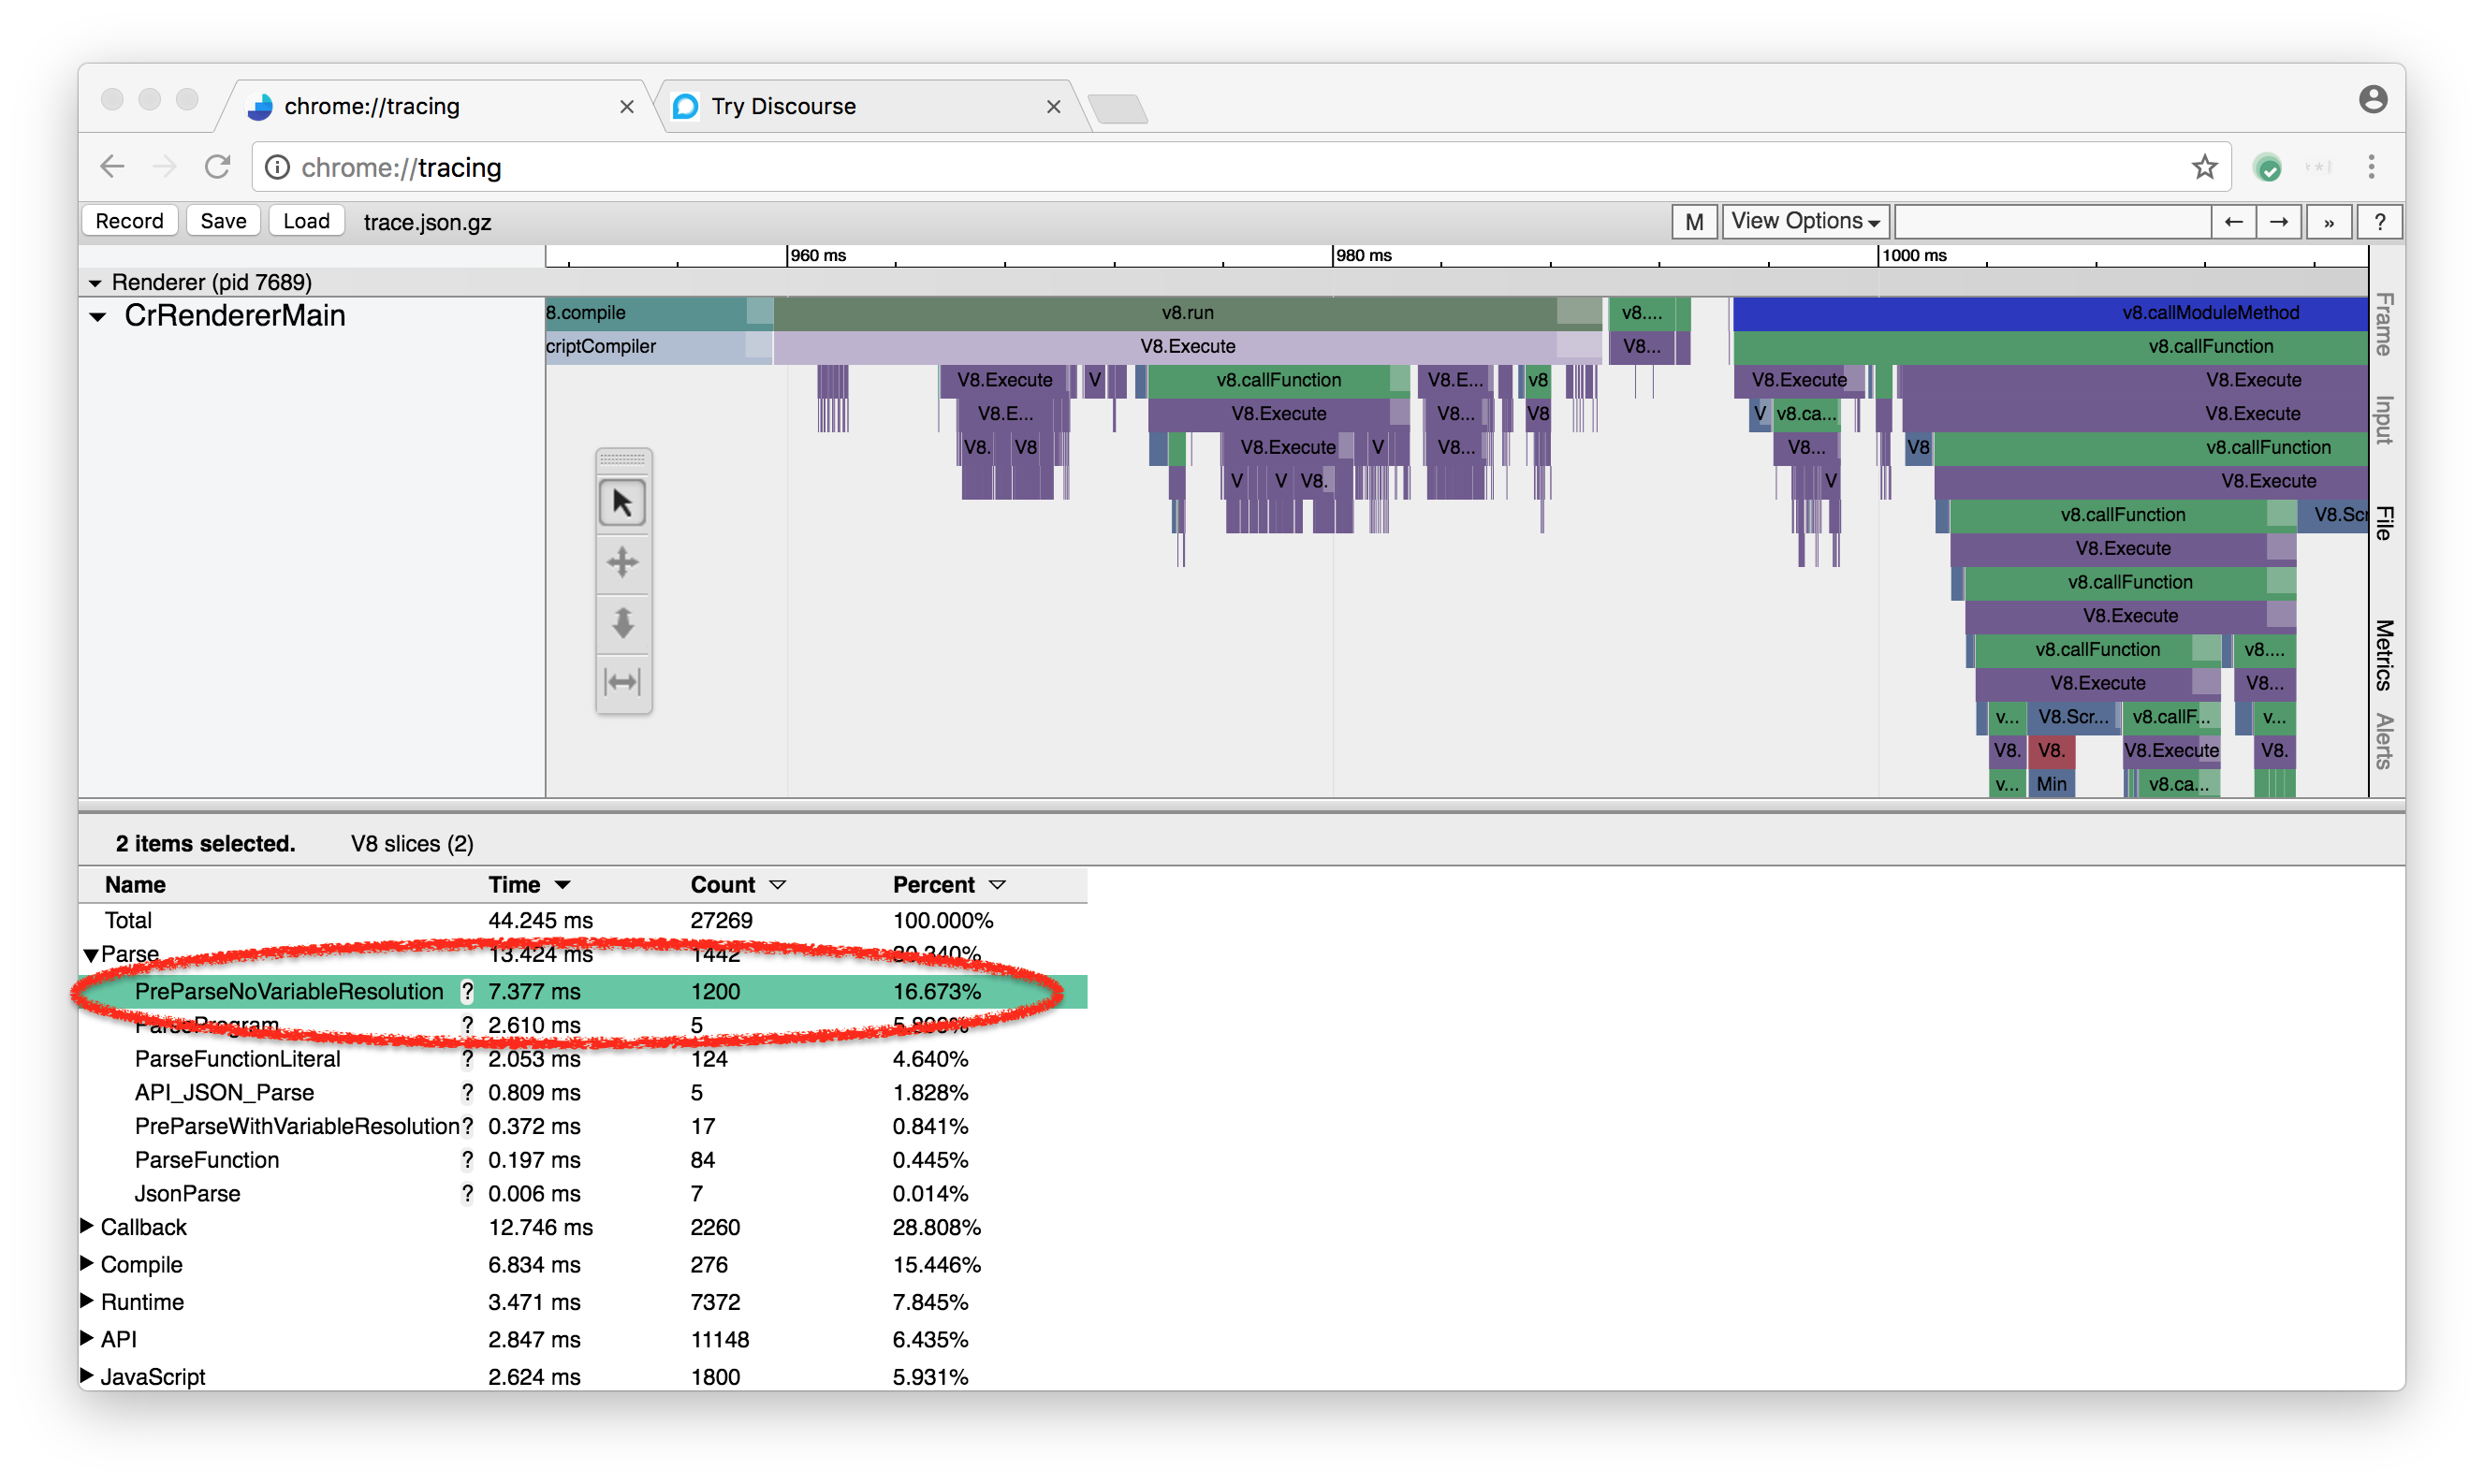 chrome://tracing
Try Discourse
chrome://tracing
Record Save Load trace.json.gz M View Options ← → » ?
960 ms 980 ms 1000 ms
Renderer (pid 7689)
CrRendererMain
8.compile v8.run v8.... v8.callModuleMethod
criptCompiler V8.Execute V8... v8.callFunction
V8.Execute V v8.callFunction V8.E... v8 V8.Execute V8.Execute
V8.E... V8.Execute V8... V8 V v8.ca... V8.Execute
V8. V8 V8.Execute V V8... V8... V8 v8.callFunction
V V V8. V V8.Execute
v8.callFunction V8.Scr
V8.Execute
v8.callFunction
V8.Execute
v8.callFunction v8....
V8.Execute V8...
v... V8.Scr... v8.callF... v...
V8. V8. V8.Execute V8.
v... Min v8.ca...
Frame
Input
File
Metrics
Alerts
2 items selected. V8 slices (2)
Name Time Count Percent
Total 44.245 ms 27269 100.000%
Parse 13.424 ms 1442 30.340%
PreParseNoVariableResolution ? 7.377 ms 1200 16.673%
ParseProgram ? 2.610 ms 5
ParseFunctionLiteral ? 2.053 ms 124 4.640%
API_JSON_Parse ? 0.809 ms 5 1.828%
PreParseWithVariableResolution ? 0.372 ms 17 0.841%
ParseFunction ? 0.197 ms 84 0.445%
JsonParse ? 0.006 ms 7 0.014%
Callback 12.746 ms 2260 28.808%
Compile 6.834 ms 276 15.446%
Runtime 3.471 ms 7372 7.845%
API 2.847 ms 11148 6.435%
JavaScript 2.624 ms 1800 5.931%